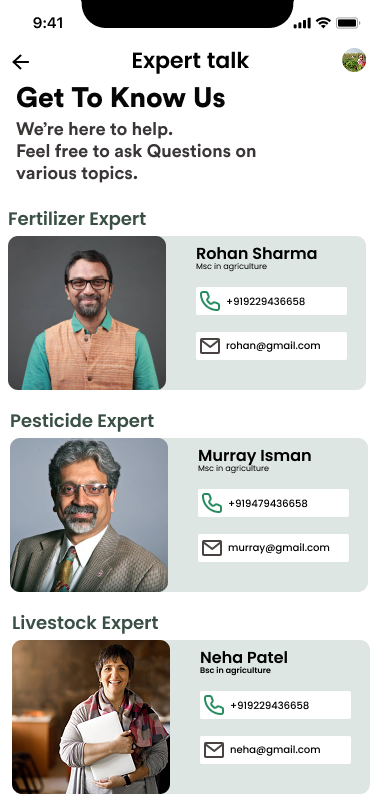 9:41
Expert talk
Get To Know Us
We’re here to help.
Feel free to ask Questions on
various topics.
Fertilizer Expert
Rohan Sharma
Msc in agriculture
+919229436658
rohan@gmail.com
Pesticide Expert
Murray Isman
Msc in agriculture
+919479436658
murray@gmail.com
Livestock Expert
Neha Patel
Bsc in agriculture
+919229436658
neha@gmail.com